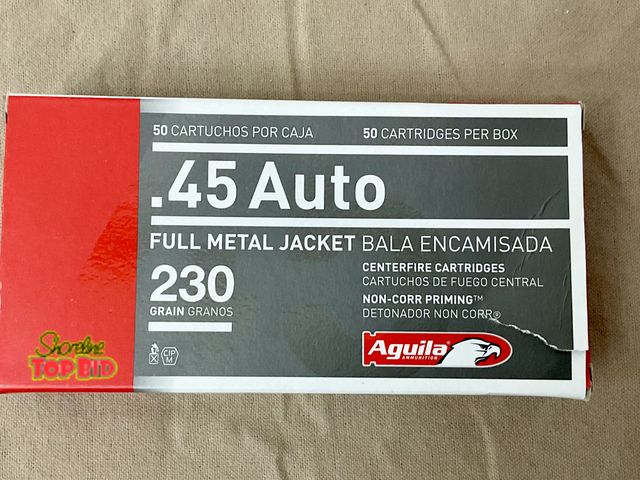 50 CARTUCHOS POR CAJA 50 CARTRIDGES PER BOX
.45 Auto
FULL METAL JACKET BALA ENCAMISADA
230
GRAIN GRANOS
CENTERFIRE CARTRIDGES
CARTUCHOS DE FUEGO CENTRAL
NON-CORR PRIMING™
DETONADOR NON CORR®
CIP
M
Aguila®
AMMUNITION
Shoreline
TOP BID